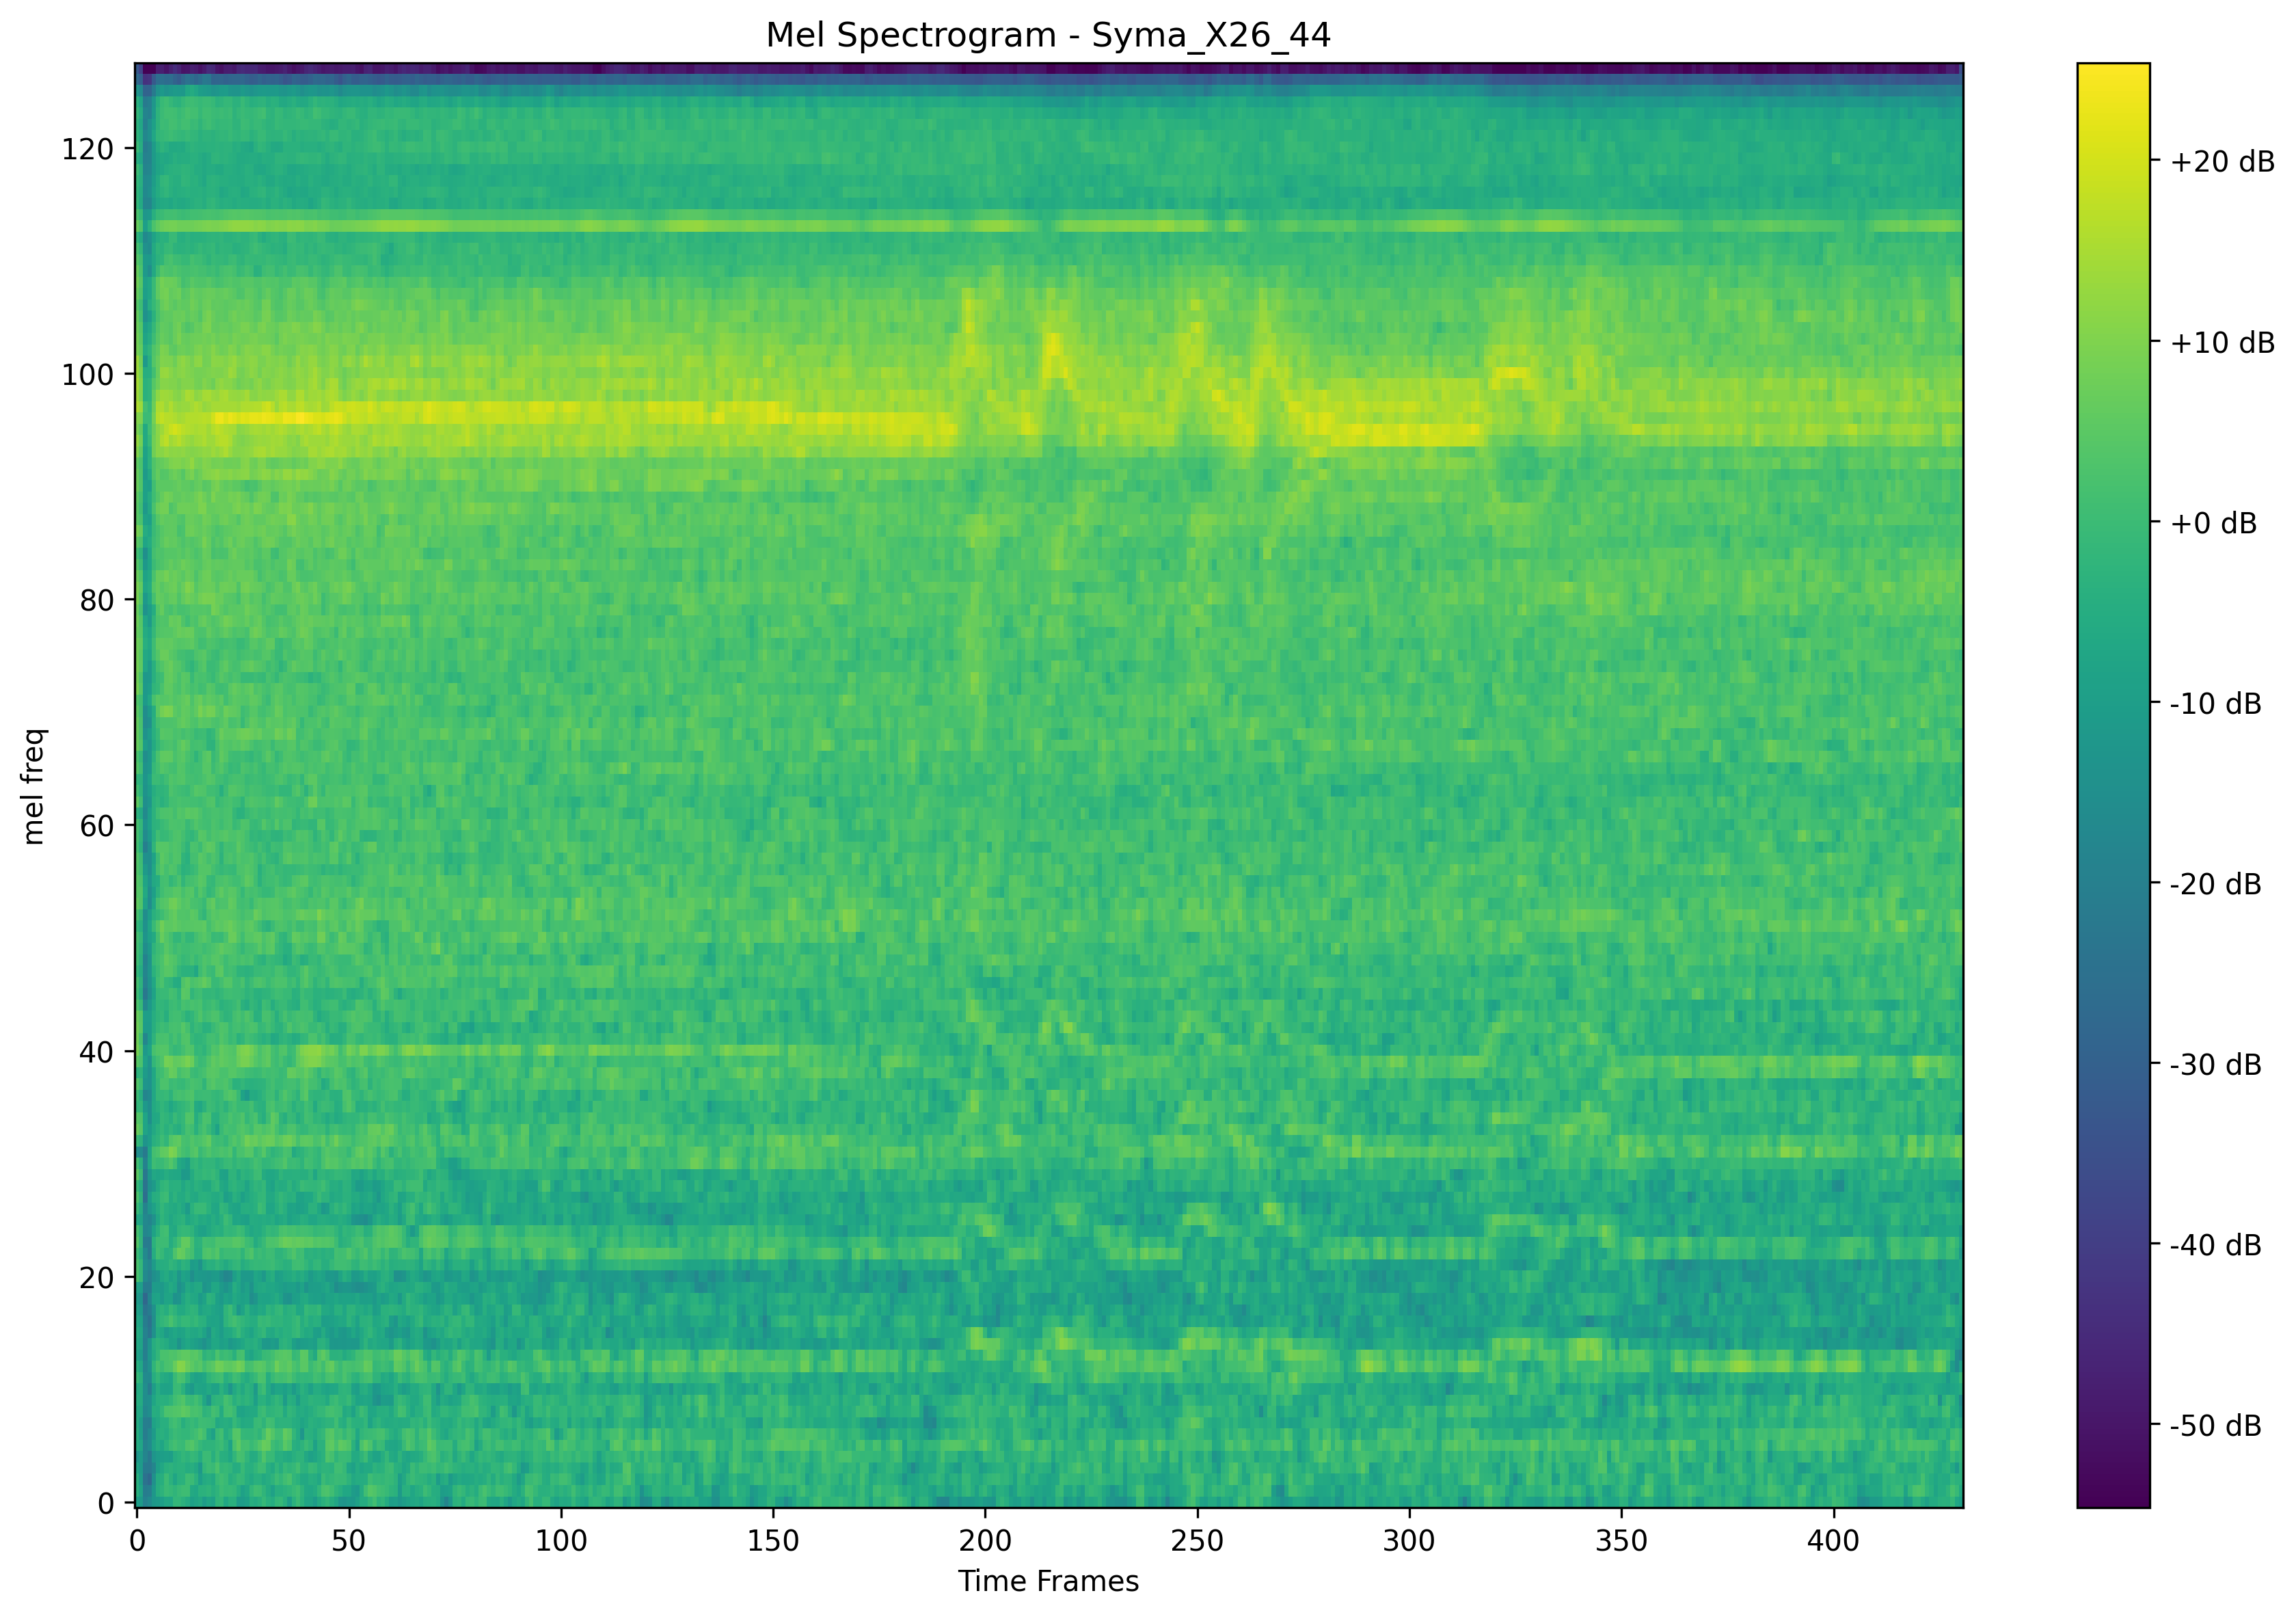 Mel Spectrogram - Syma_X26_44
mel freq
120
100
80
60
40
20
0
0 50 100 150 200 250 300 350 400
Time Frames
+20 dB
+10 dB
+0 dB
-10 dB
-20 dB
-30 dB
-40 dB
-50 dB